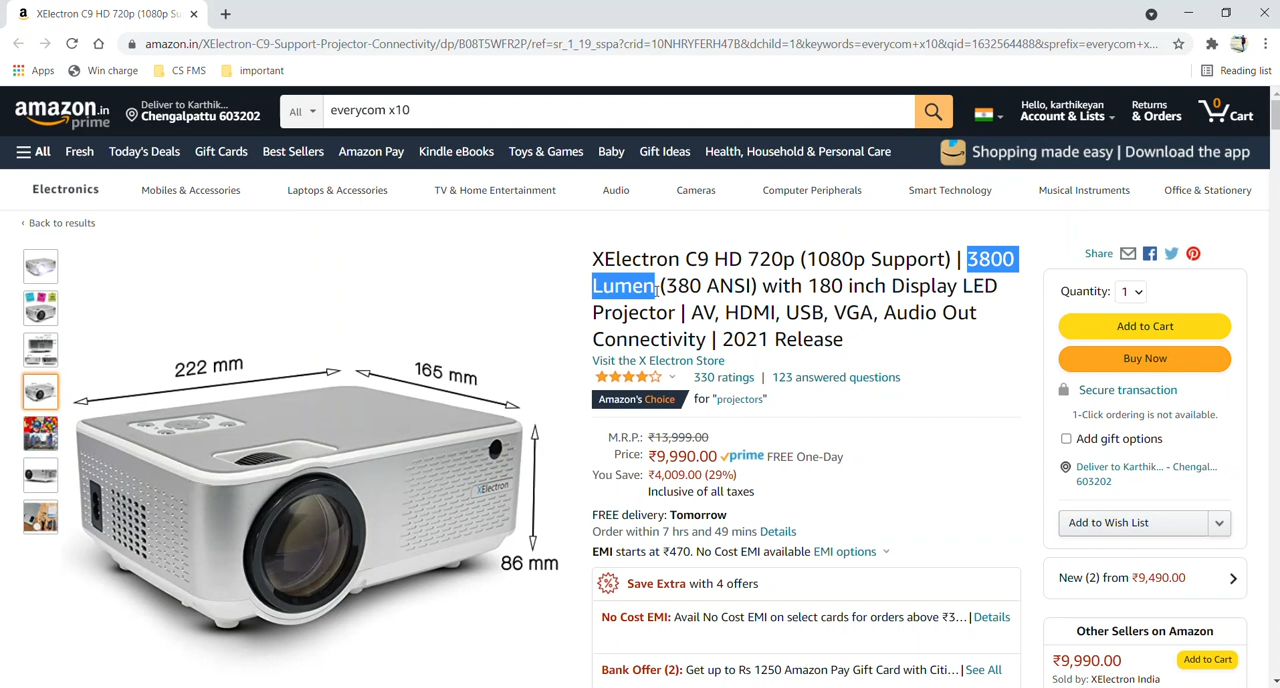 XElectron C9 HD 720p (1080p Su
amazon.in/XElectron-C9-Support-Projector-Connectivity/dp/B08T5WFR2P/ref=sr_1_19_sspa?crid=10NHRYFERH47B&dchild=1&keywords=everycom+x10&qid=1632564488&sprefix=everycom+x...
Apps Win charge CS FMS important Reading list
amazon.in prime
Deliver to Karthik...
Chengalpattu 603202
All everycom x10
Hello, karthikeyan
Account & Lists
Returns
& Orders
0
Cart
All Fresh Today's Deals Gift Cards Best Sellers Amazon Pay Kindle eBooks Toys & Games Baby Gift Ideas Health, Household & Personal Care Shopping made easy | Download the app
Electronics Mobiles & Accessories Laptops & Accessories TV & Home Entertainment Audio Cameras Computer Peripherals Smart Technology Musical Instruments Office & Stationery
‹ Back to results
222 mm
165 mm
86 mm
XElectron
XElectron C9 HD 720p (1080p Support) | 3800
Lumen (380 ANSI) with 180 inch Display LED
Projector | AV, HDMI, USB, VGA, Audio Out
Connectivity | 2021 Release
Visit the X Electron Store
330 ratings | 123 answered questions
Amazon's Choice for "projectors"
M.R.P.: ₹13,999.00
Price: ₹9,990.00 prime FREE One-Day
You Save: ₹4,009.00 (29%)
Inclusive of all taxes
FREE delivery: Tomorrow
Order within 7 hrs and 49 mins Details
EMI starts at ₹470. No Cost EMI available EMI options
Save Extra with 4 offers
No Cost EMI: Avail No Cost EMI on select cards for orders above ₹3... | Details
Bank Offer (2): Get up to Rs 1250 Amazon Pay Gift Card with Citi... | See All
Share
Quantity: 1
Add to Cart
Buy Now
Secure transaction
1-Click ordering is not available.
Add gift options
Deliver to Karthik... - Chengal...
603202
Add to Wish List
New (2) from ₹9,490.00
Other Sellers on Amazon
₹9,990.00 Add to Cart
Sold by: XElectron India